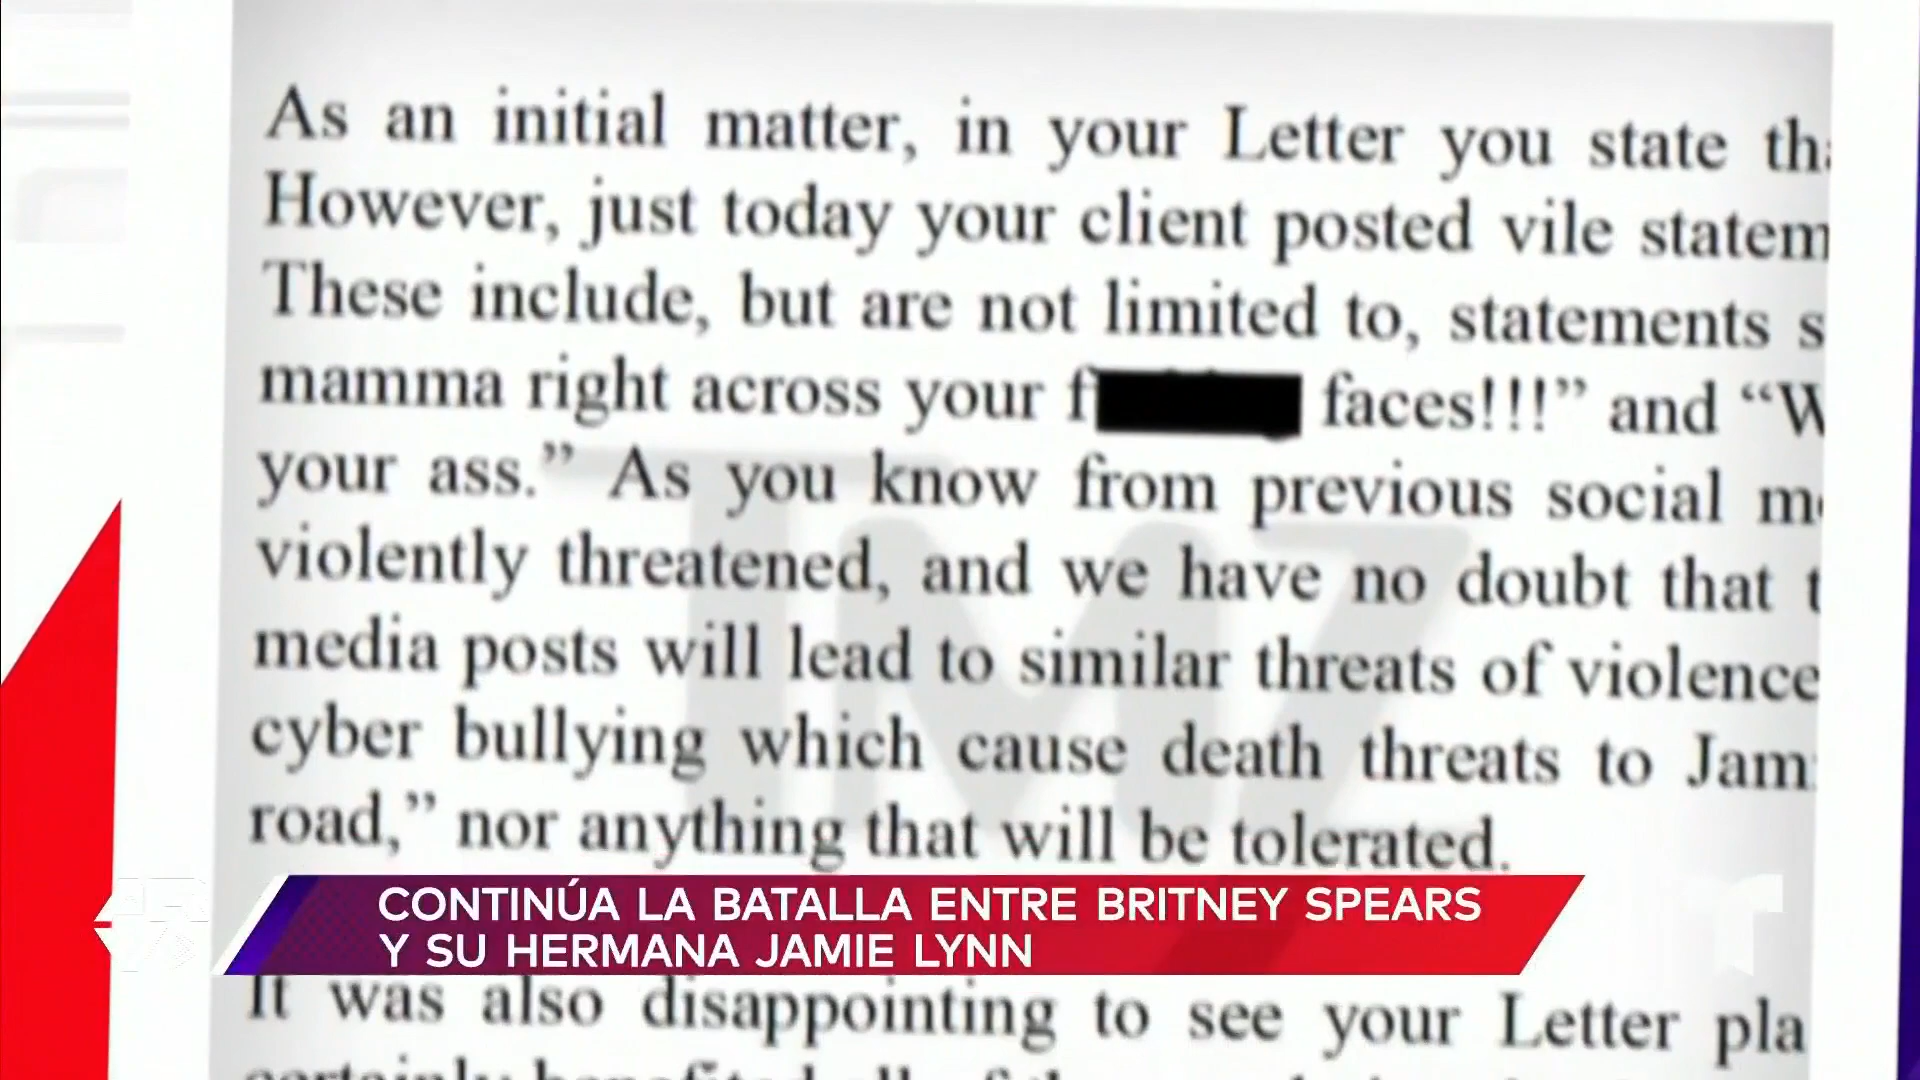 As an initial matter, in your Letter you state
However, just today your client posted vile
These include, but are not limited to, statements
mamma right across your f faces!!!” and “W
your ass.” As you know from previous social
violently threatened, and we have no doubt that
media posts will lead to similar threats of violence
cyber bullying which cause death threats to
road,” nor anything that will be tolerated.
TMZ
CONTINÚA LA BATALLA ENTRE BRITNEY SPEARS
Y SU HERMANA JAMIE LYNN
It was also disappointing to see your Letter